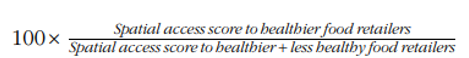 100× Spatial access score to healthier food retailers
Spatial access score to healthier + less healthy food retailers